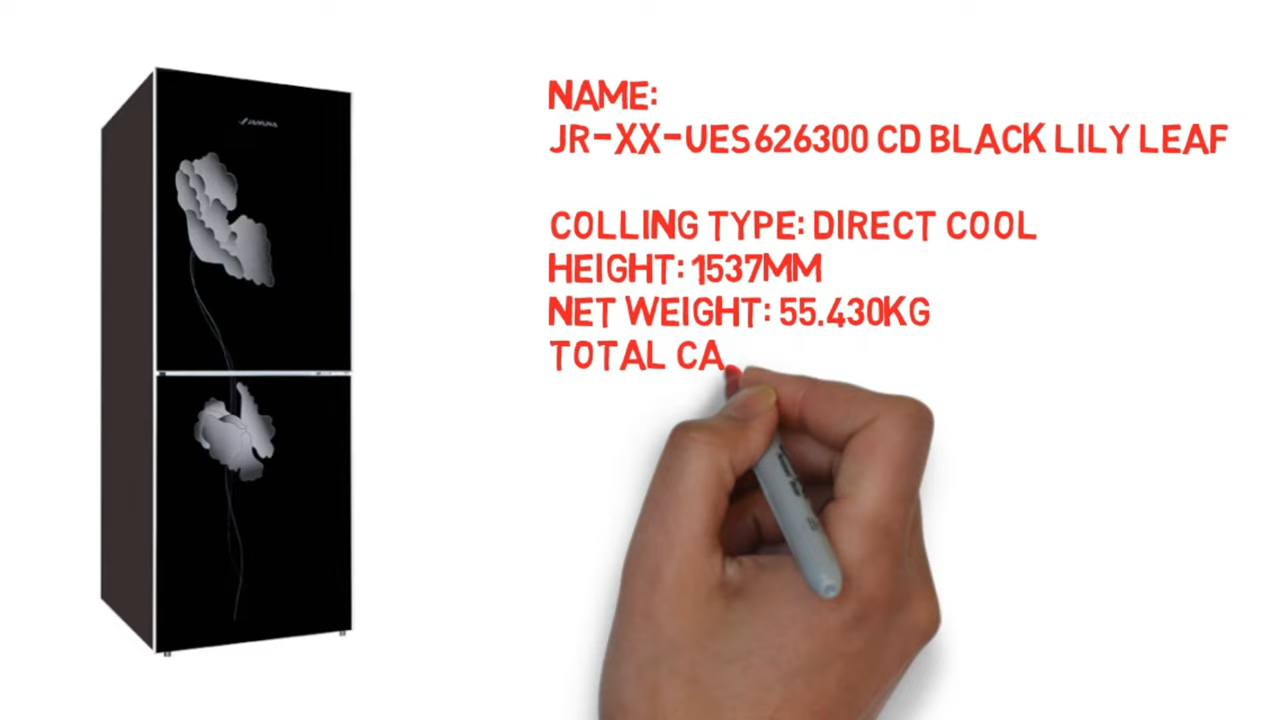 JAMUNA
NAME:
JR-XX-UES626300 CD BLACK LILY LEAF
COLLING TYPE: DIRECT COOL
HEIGHT: 1537MM
NET WEIGHT: 55.430KG
TOTAL CA